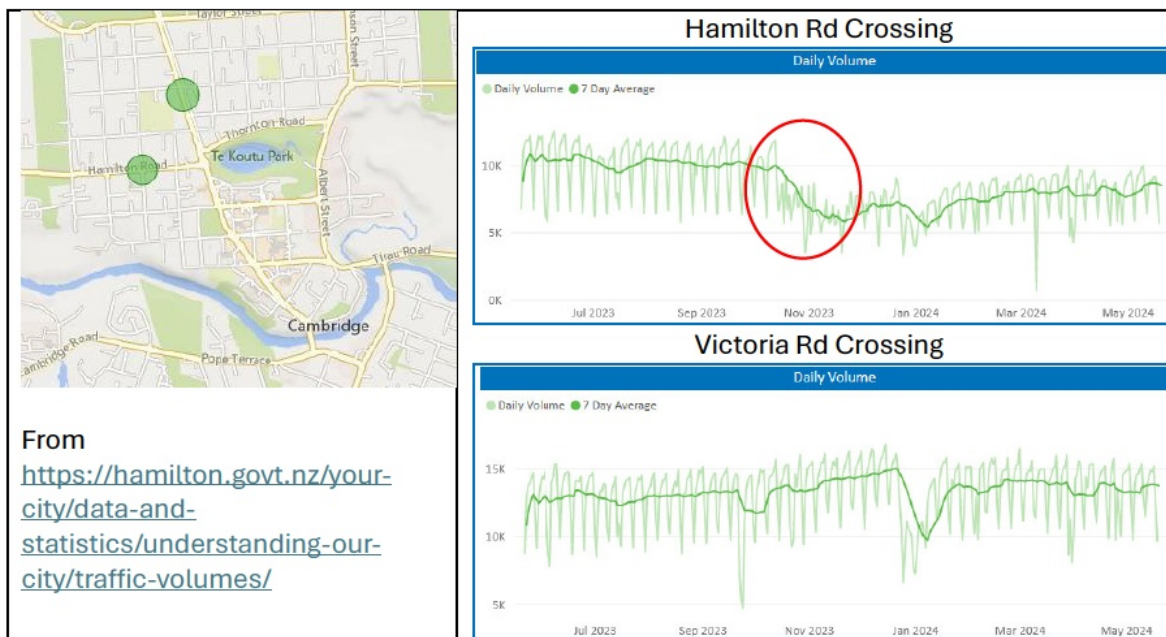 Taylor Street
Thornton Road
Te Koutu Park
Hamilton Road
Albert Street
Tirau Road
Cambridge
Cambridge Road
Pope Terrace
From
https://hamilton.govt.nz/your-
city/data-and-
statistics/understanding-our-
city/traffic-volumes/
Hamilton Rd Crossing
Daily Volume
Daily Volume 7 Day Average
10K
5K
0K
Jul 2023 Sep 2023 Nov 2023 Jan 2024 Mar 2024 May 2024
Victoria Rd Crossing
Daily Volume
Daily Volume 7 Day Average
15K
10K
5K
Jul 2023 Sep 2023 Nov 2023 Jan 2024 Mar 2024 May 2024